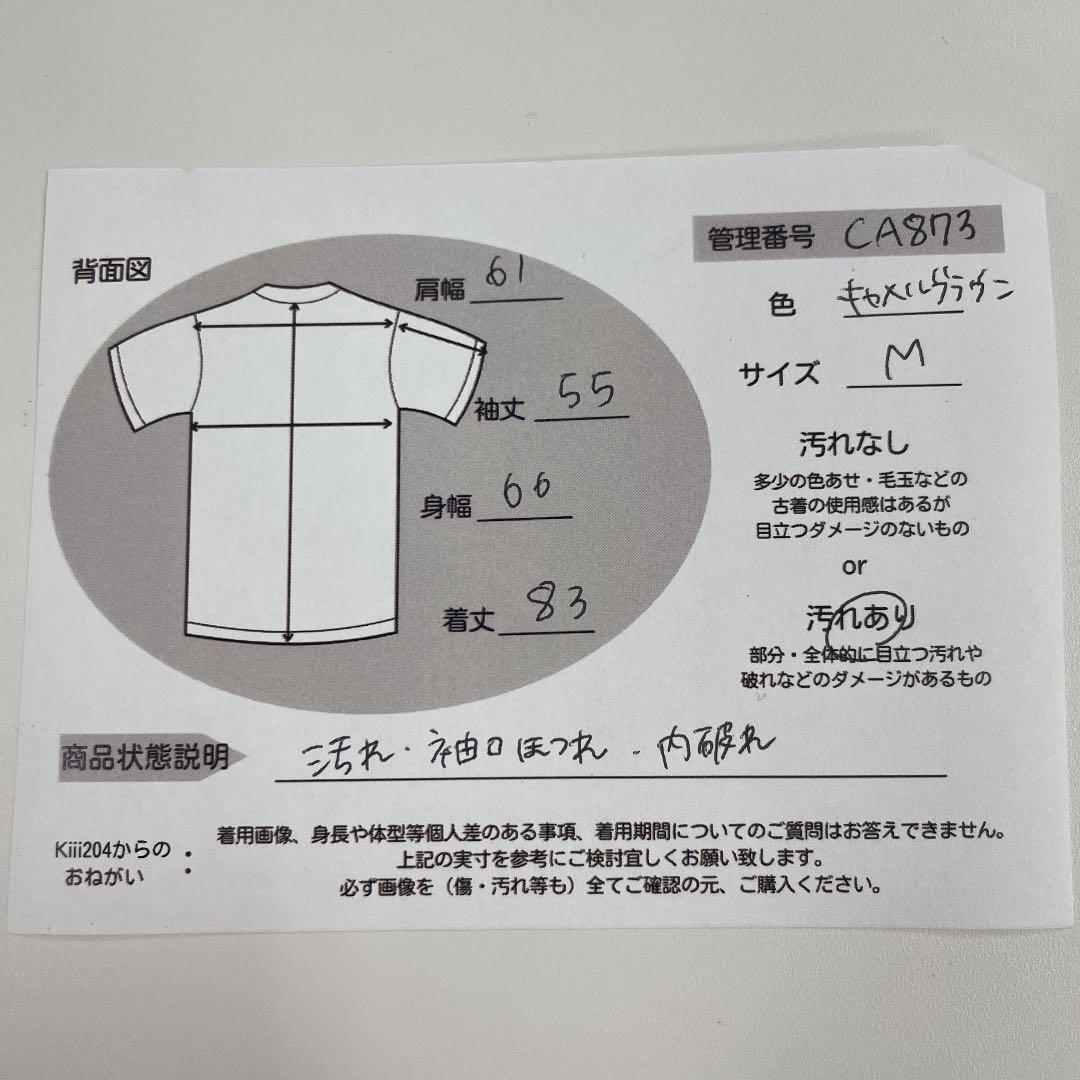 背面図
肩幅 61
袖丈 55
身幅 66
着丈 83
管理番号 CA873
色 キャメルブラウン
サイズ M
汚れなし
多少の色あせ・毛玉などの
古着の使用感はあるが
目立つダメージのないもの
or
汚れあり
部分・全体的に目立つ汚れや
破れなどのダメージがあるもの
商品状態説明 汚れ・袖口ほつれ・内破れ
Kiii204からの
おねがい :
着用画像、身長や体型等個人差のある事項、着用期間についてのご質問はお答えできません。
上記の実寸を参考にご検討宜しくお願い致します。
必ず画像を（傷・汚れ等も）全てご確認の元、ご購入ください。